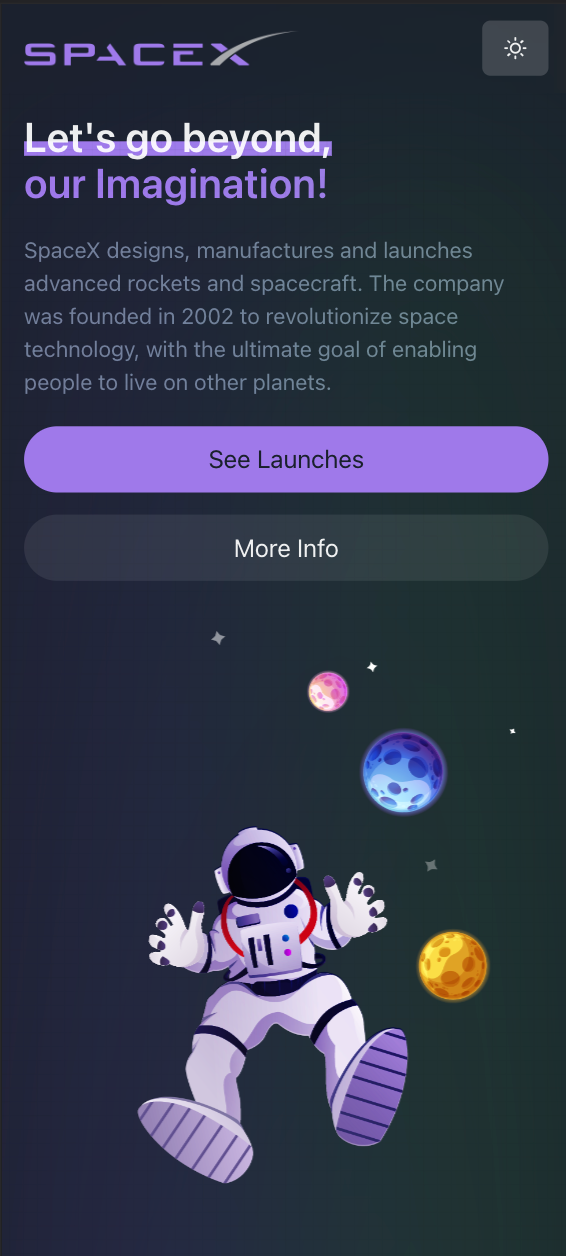 SPACEX
Let's go beyond,
our Imagination!
SpaceX designs, manufactures and launches
advanced rockets and spacecraft. The company
was founded in 2002 to revolutionize space
technology, with the ultimate goal of enabling
people to live on other planets.
See Launches
More Info